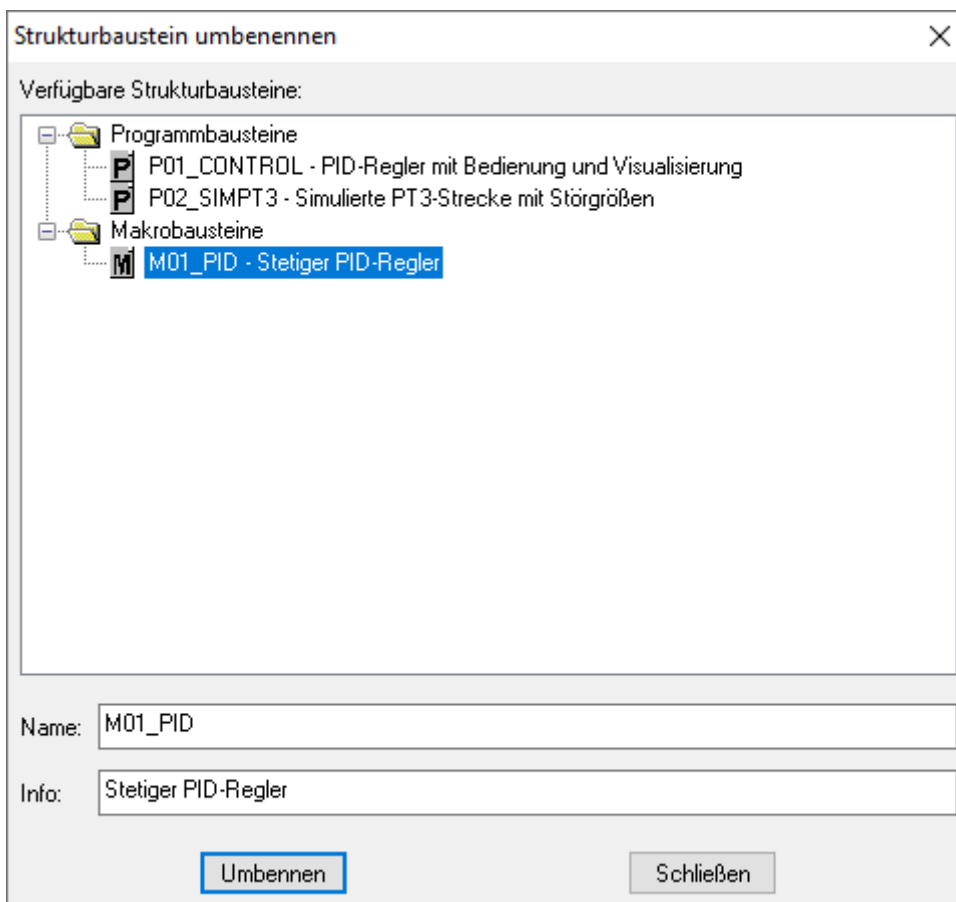 Strukturbaustein umbenennen
Verfügbare Strukturbausteine:
Programmbausteine
P P01_CONTROL - PID-Regler mit Bedienung und Visualisierung
P P02_SIMPT3 - Simulierte PT3-Strecke mit Störgrößen
Makrobausteine
M M01_PID - Stetiger PID-Regler
Name: M01_PID
Info: Stetiger PID-Regler
Umbennen Schließen